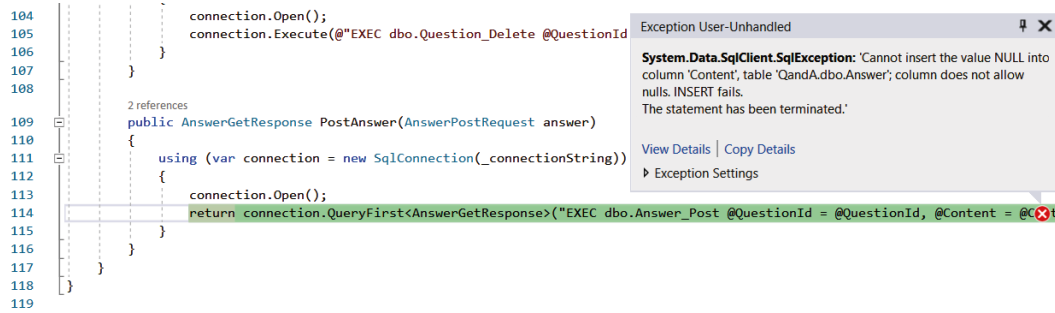 104 connection.Open();
105 connection.Execute(@"EXEC dbo.Question_Delete @QuestionId
106 }
107 }
108
2 references
109 public AnswerGetResponse PostAnswer(AnswerPostRequest answer)
110 {
111 using (var connection = new SqlConnection(_connectionString))
112 {
113 connection.Open();
114 return connection.QueryFirst<AnswerGetResponse>("EXEC dbo.Answer_Post @QuestionId = @QuestionId, @Content =
115 }
116 }
117 }
118 }
119
Exception User-Unhandled
System.Data.SqlClient.SqlException: 'Cannot insert the value NULL into
column 'Content', table 'QandA.dbo.Answer'; column does not allow
nulls. INSERT fails.
The statement has been terminated.'
View Details | Copy Details
Exception Settings